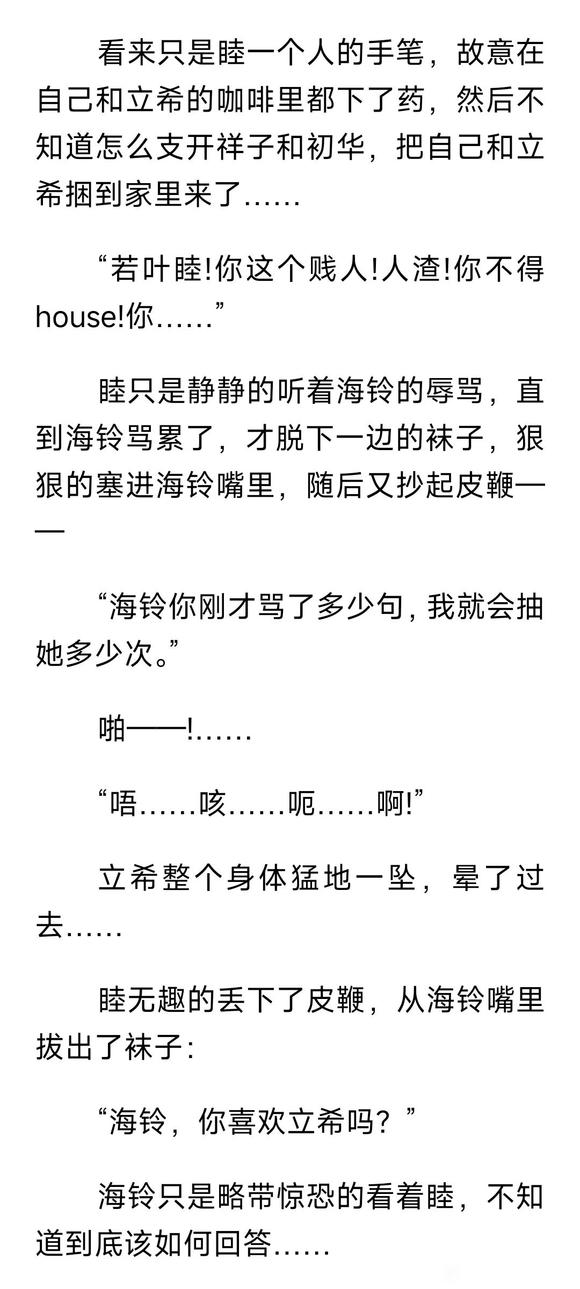 看来只是睦一个人的手笔，故意在
自己和立希的咖啡里都下了药，然后不
知道怎么支开祥子和初华，把自己和立
希捆到家里来了……
“若叶睦!你这个贱人!人渣!你不得
house!你……”
睦只是静静的听着海铃的辱骂，直
到海铃骂累了，才脱下一边的袜子，狠
狠的塞进海铃嘴里，随后又抄起皮鞭—
—
“海铃你刚才骂了多少句，我就会抽
她多少次。”
啪——!……
“唔……咳……呃……啊!”
立希整个身体猛地一坠，晕了过
去……
睦无趣的丢下了皮鞭，从海铃嘴里
拔出了袜子：
“海铃，你喜欢立希吗？”
海铃只是略带惊恐的看着睦，不知
道到底该如何回答……